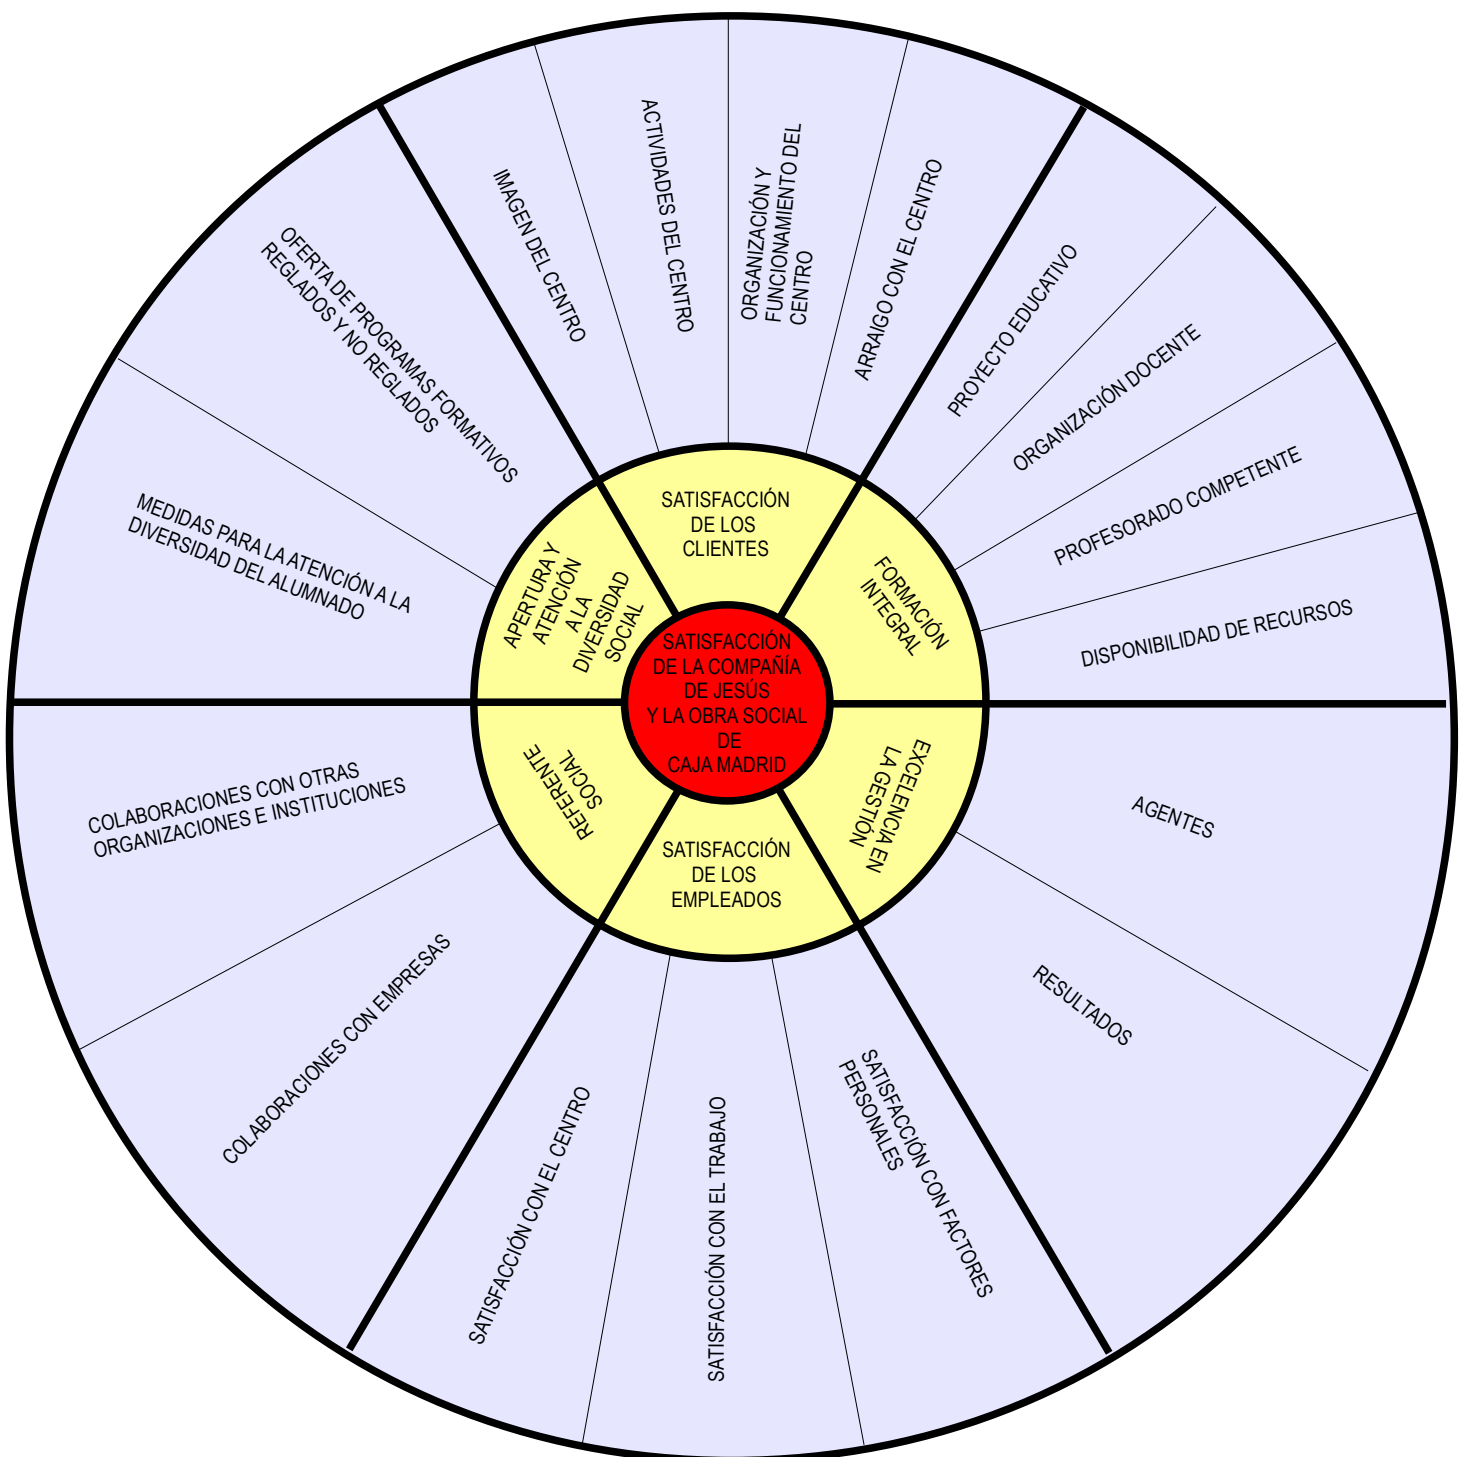 SATISFACCIÓN
DE LA COMPAÑÍA
DE JESÚS
Y LA OBRA SOCIAL
DE
CAJA MADRID
SATISFACCIÓN
DE LOS
CLIENTES
FORMACIÓN
INTEGRAL
EXCELENCIA EN
LA GESTIÓN
SATISFACCIÓN
DE LOS
EMPLEADOS
REFERENTE
SOCIAL
APERTURA Y
ATENCIÓN
A LA
DIVERSIDAD
SOCIAL
IMAGEN DEL CENTRO
ACTIVIDADES DEL CENTRO
ORGANIZACIÓN Y
FUNCIONAMIENTO DEL
CENTRO
ARRAIGO CON EL CENTRO
PROYECTO EDUCATIVO
ORGANIZACIÓN DOCENTE
PROFESORADO COMPETENTE
DISPONIBILIDAD DE RECURSOS
AGENTES
RESULTADOS
SATISFACCIÓN CON FACTORES
PERSONALES
SATISFACCIÓN CON EL TRABAJO
SATISFACCIÓN CON EL CENTRO
COLABORACIONES CON EMPRESAS
COLABORACIONES CON OTRAS
ORGANIZACIONES E INSTITUCIONES
MEDIDAS PARA LA ATENCIÓN A LA
DIVERSIDAD DEL ALUMNADO
OFERTA DE PROGRAMAS FORMATIVOS
REGLADOS Y NO REGLADOS